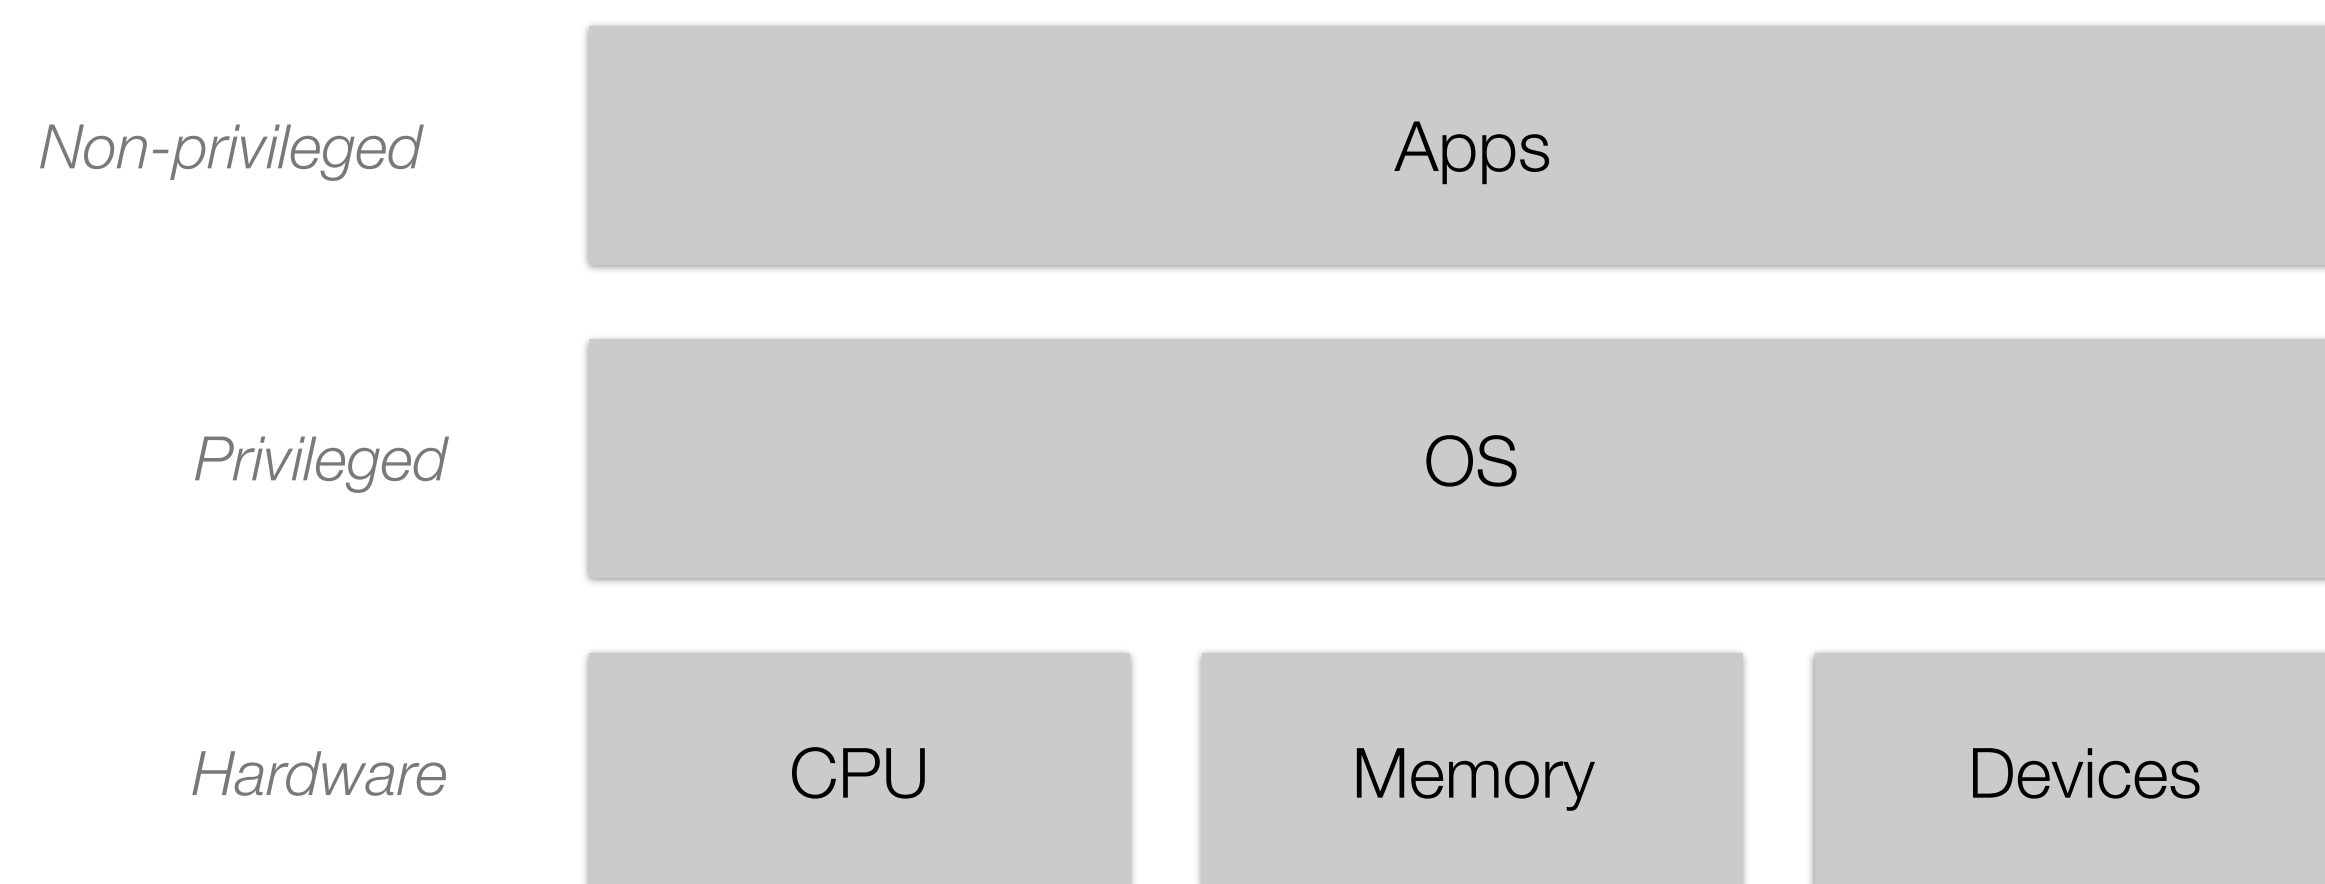 Non-privileged
Apps
Privileged
OS
Hardware
CPU
Memory
Devices